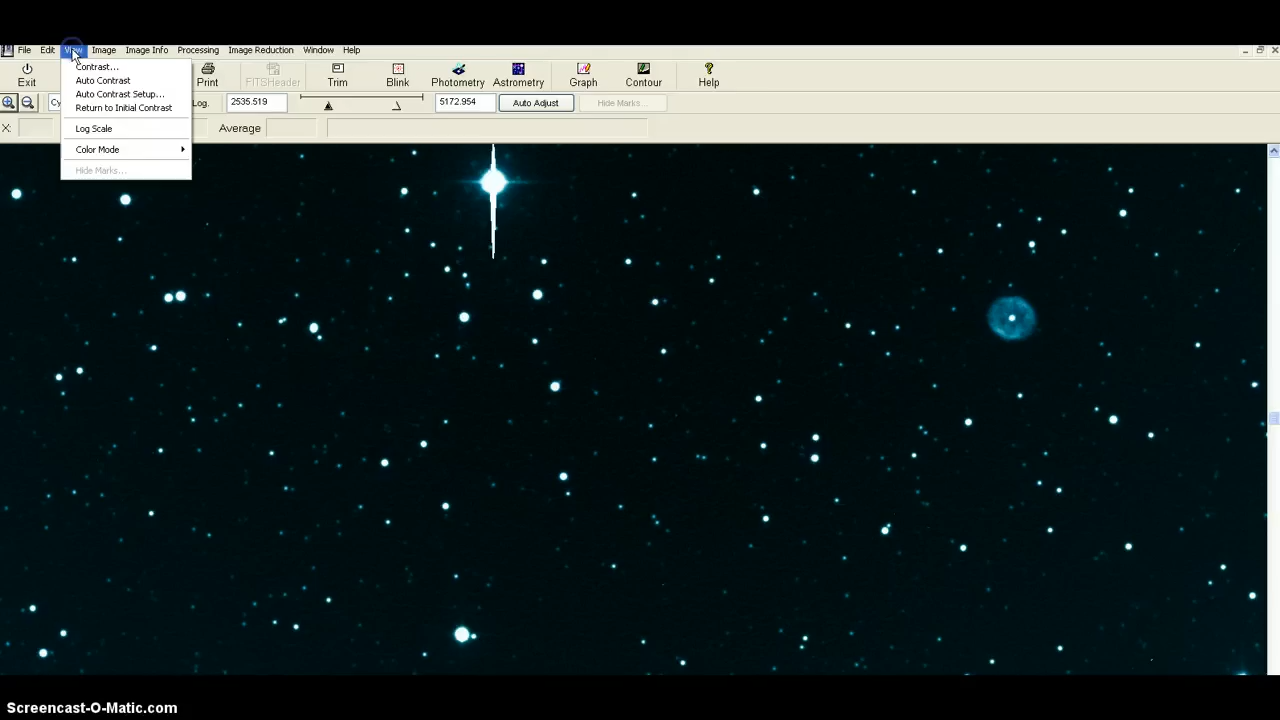 File Edit View Image Image Info Processing Image Reduction Window Help
Contrast...
Auto Contrast
Auto Contrast Setup...
Return to Initial Contrast
Log Scale
Color Mode
Hide Marks...
Exit Print FITSHeader Trim Blink Photometry Astrometry Graph Contour Help
Cy Log. 2535.519 5172.954 Auto Adjust Hide Marks...
X: Average
Screencast-O-Matic.com